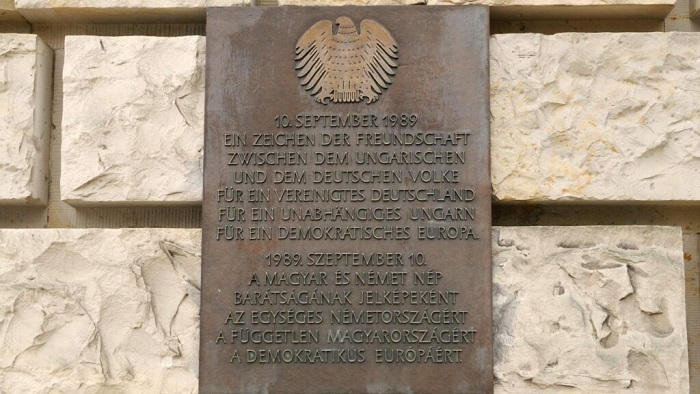 10. SEPTEMBER 1989
EIN ZEICHEN DER FREUNDSCHAFT
ZWISCHEN DEM UNGARISCHEN
UND DEM DEUTSCHEN VOLKE
FÜR EIN VEREINIGTES DEUTSCHLAND
FÜR EIN UNABHÄNGIGES UNGARN
FÜR EIN DEMOKRATISCHES EUROPA.
1989. SZEPTEMBER 10.
A MAGYAR ÉS NÉMET NÉP
BARÁTSÁGÁNAK JELKÉPEKÉNT
AZ EGYSÉGES NÉMETORSZÁGÉRT
A FÜGGETLEN MAGYARORSZÁGÉRT
A DEMOKRATIKUS EURÓPÁÉRT